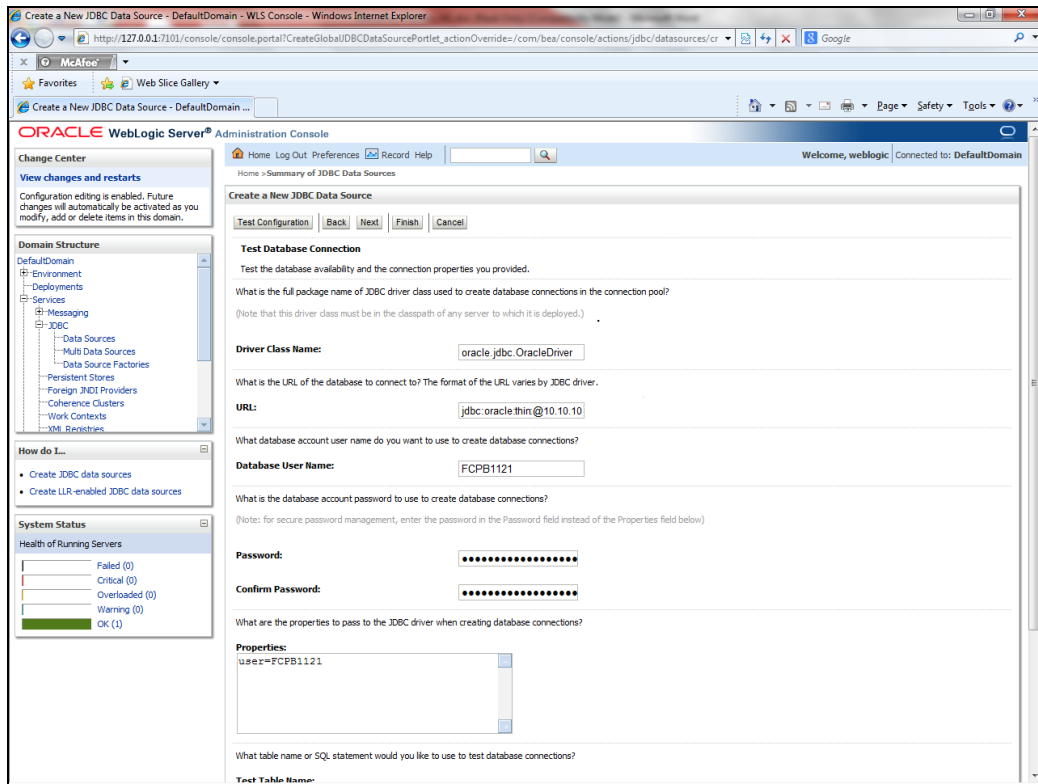 Create a New JDBC Data Source - DefaultDomain - WLS Console - Windows Internet Explorer
http://127.0.0.1:7101/console/console.portal?CreateGlobalJDBCDataSourcePortlet_actionOverride=/com/bea/console/actions/jdbc/datasources/cr
Google
x McAfee
Favorites Web Slice Gallery
Create a New JDBC Data Source - DefaultDomain ...
Page Safety Tools »
ORACLE WebLogic Server® Administration Console
Change Center
View changes and restarts
Configuration editing is enabled. Future
changes will automatically be activated as you
modify, add or delete items in this domain.
Domain Structure
DefaultDomain
Environment
Deployments
Services
Messaging
JDBC
Data Sources
Multi Data Sources
Data Source Factories
Persistent Stores
Foreign JNDI Providers
Coherence Clusters
Work Contexts
XML Registries
How do I...
Create JDBC data sources
Create LLR-enabled JDBC data sources
System Status
Health of Running Servers
Failed (0)
Critical (0)
Overloaded (0)
Warning (0)
OK (1)
Home Log Out Preferences Record Help
Welcome, weblogic Connected to: DefaultDomain
Home >Summary of JDBC Data Sources
Create a New JDBC Data Source
Test Configuration Back Next Finish Cancel
Test Database Connection
Test the database availability and the connection properties you provided.
What is the full package name of JDBC driver class used to create database connections in the connection pool?
(Note that this driver class must be in the classpath of any server to which it is deployed.) .
Driver Class Name: oracle.jdbc.OracleDriver
What is the URL of the database to connect to? The format of the URL varies by JDBC driver.
URL: jdbc:oracle:thin:@10.10.10
What database account user name do you want to use to create database connections?
Database User Name: FCPB1121
What is the database account password to use to create database connections?
(Note: for secure password management, enter the password in the Password field instead of the Properties field below)
Password: ••••••••••••••••••
Confirm Password: ••••••••••••••••••
What are the properties to pass to the JDBC driver when creating database connections?
Properties:
user=FCPB1121
What table name or SQL statement would you like to use to test database connections?
Test Table Name: